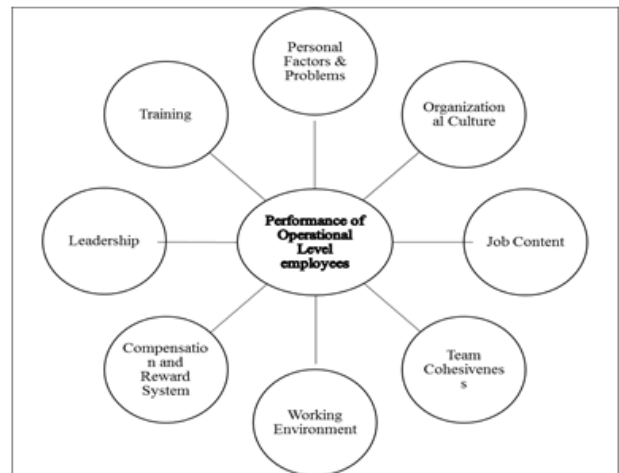 Personal
Factors &
Problems
Training
Organization
al Culture
Performance of
Operational
Level
employees
Leadership
Job Content
Compensatio
n and
Reward
System
Team
Cohesivenes
s
Working
Environment